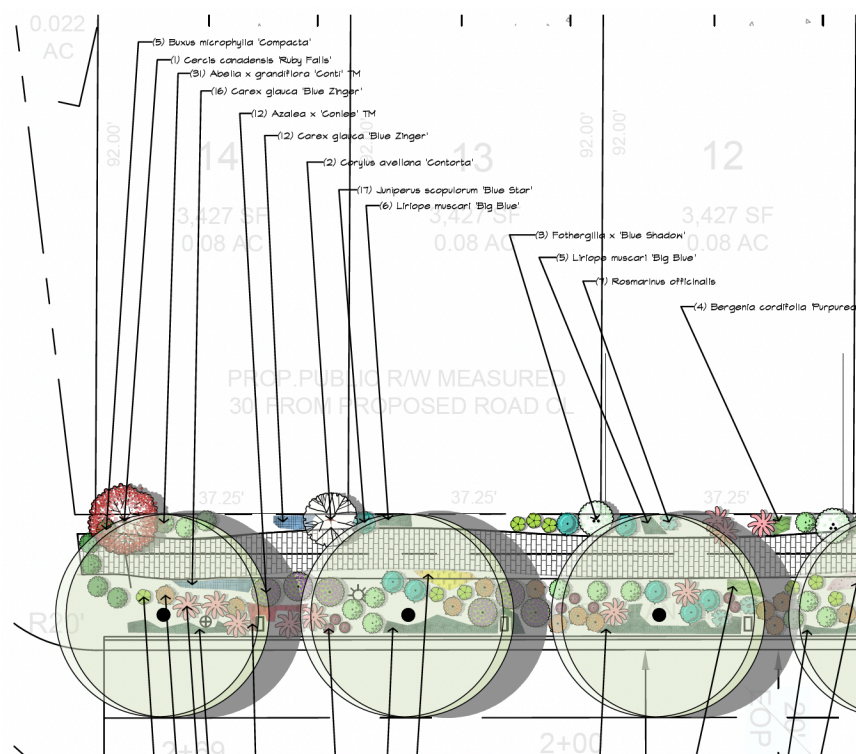 0.022
AC
(5) Buxus microphylla 'Compacta'
(1) Cercis canadensis 'Ruby Falls'
(31) Abelia x grandiflora 'Conti' TM
(16) Carex glauca 'Blue Zinger'
(12) Azalea x 'Conlee' TM
(12) Carex glauca 'Blue Zinger'
(2) Corylus avellana 'Contorta'
(17) Juniperus scopulorum 'Blue Star'
(6) Liriope muscari 'Big Blue'
(3) Fothergilla x 'Blue Shadow'
(5) Liriope muscari 'Big Blue'
(7) Rosmarinus officinalis
(4) Bergenia cordifolia 'Purpurea
92.00'
92.00'
92.00'
92.00'
14
13
12
3,427 SF
0.08 AC
3,427 SF
0.08 AC
3,427 SF
0.08 AC
PROP.PUBLIC R/W MEASURED
30' FROM PROPOSED ROAD CL
37.25'
37.25'
37.25'
R20'
2+00
20'
EOP